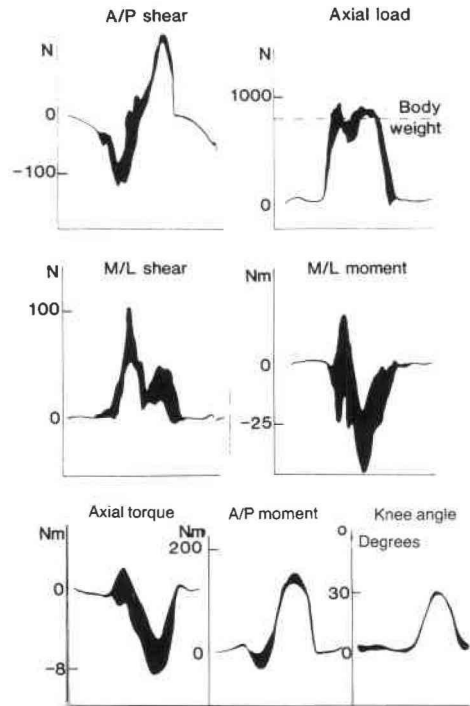 A/P shear
N
0
-100
Axial load
N
1000
Body
weight
0
M/L shear
N
100
0
M/L moment
Nm
0
-25
Axial torque
Nm
0
-8
A/P moment
Nm
200
0
Knee angle
o
Degrees
30
0